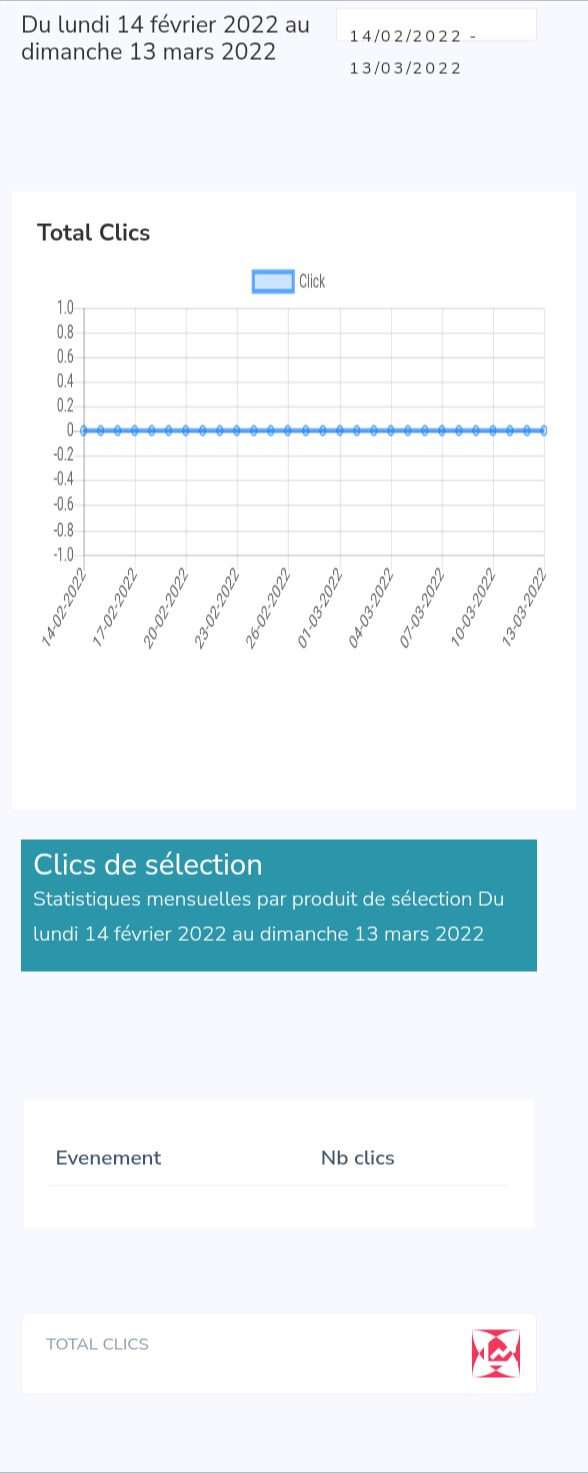 Du lundi 14 février 2022 au
dimanche 13 mars 2022
14/02/2022 -
13/03/2022
Total Clics
Click
1.0
0.8
0.6
0.4
0.2
0
-0.2
-0.4
-0.6
-0.8
-1.0
14-02-2022
17-02-2022
20-02-2022
23-02-2022
26-02-2022
01-03-2022
04-03-2022
07-03-2022
10-03-2022
13-03-2022
Clics de sélection
Statistiques mensuelles par produit de sélection Du
lundi 14 février 2022 au dimanche 13 mars 2022
Evenement Nb clics
TOTAL CLICS